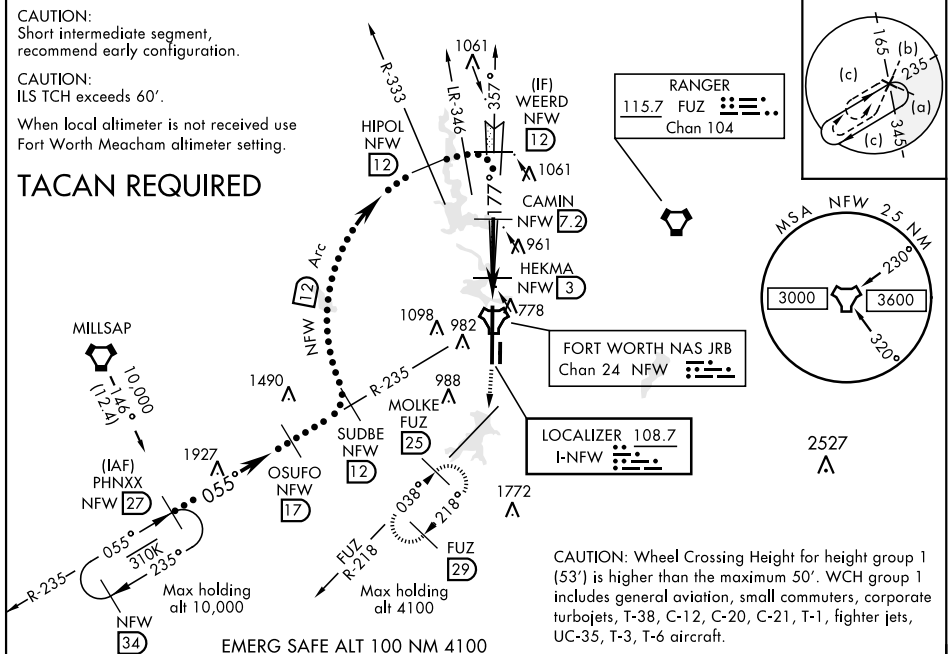 CAUTION:
Short intermediate segment,
recommend early configuration.
CAUTION:
ILS TCH exceeds 60'.
When local altimeter is not received use
Fort Worth Meacham altimeter setting.
TACAN REQUIRED
R-333
LR-346
1061
357°
(IF)
WEERD
NFW
12
HIPOL
NFW
12
1061
177°
CAMIN
NFW 7.2
961
HEKMA
NFW 3
778
RANGER
115.7 FUZ
Chan 104
165
(b)
235
(c)
(a)
(c)
345
MSA NFW 25 NM
230°
3000
3600
320°
NFW 12 Arc
MILLSAP
10,000
146°
(12.4)
1098
982
R-235
988
1490
FORT WORTH NAS JRB
Chan 24 NFW
LOCALIZER 108.7
I-NFW
MOLKE
FUZ
25
SUDBE
NFW
12
OSUFO
NFW
17
1927
055°
(IAF)
PHNXX
NFW 27
2527
1772
038°
218°
FUZ
29
FUZ
R-218
R-235
055°
310K
235°
NFW
34
Max holding
alt 10,000
Max holding
alt 4100
EMERG SAFE ALT 100 NM 4100
CAUTION: Wheel Crossing Height for height group 1
(53') is higher than the maximum 50'. WCH group 1
includes general aviation, small commuters, corporate
turbojets, T-38, C-12, C-20, C-21, T-1, fighter jets,
UC-35, T-3, T-6 aircraft.